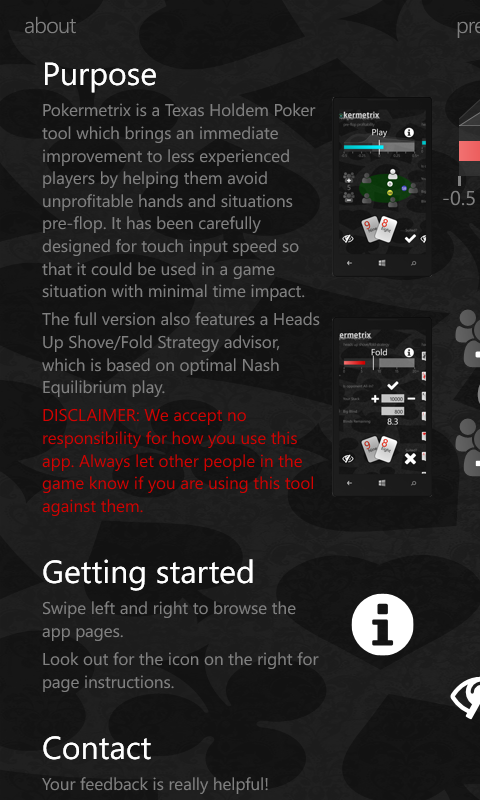 about
pre
Purpose
Pokermetrix is a Texas Holdem Poker
tool which brings an immediate
improvement to less experienced
players by helping them avoid
unprofitable hands and situations
pre-flop. It has been carefully
designed for touch input speed so
that it could be used in a game
situation with minimal time impact.
The full version also features a Heads
Up Shove/Fold Strategy advisor,
which is based on optimal Nash
Equilibrium play.
DISCLAIMER: We accept no
responsibility for how you use this
app. Always let other people in the
game know if you are using this tool
against them.
kermetrix
Play
9
8
-0.5
ermetrix
Fold
10000
800
8.3
9
8
Getting started
Swipe left and right to browse the
app pages.
Look out for the icon on the right for
page instructions.
Contact
Your feedback is really helpful!